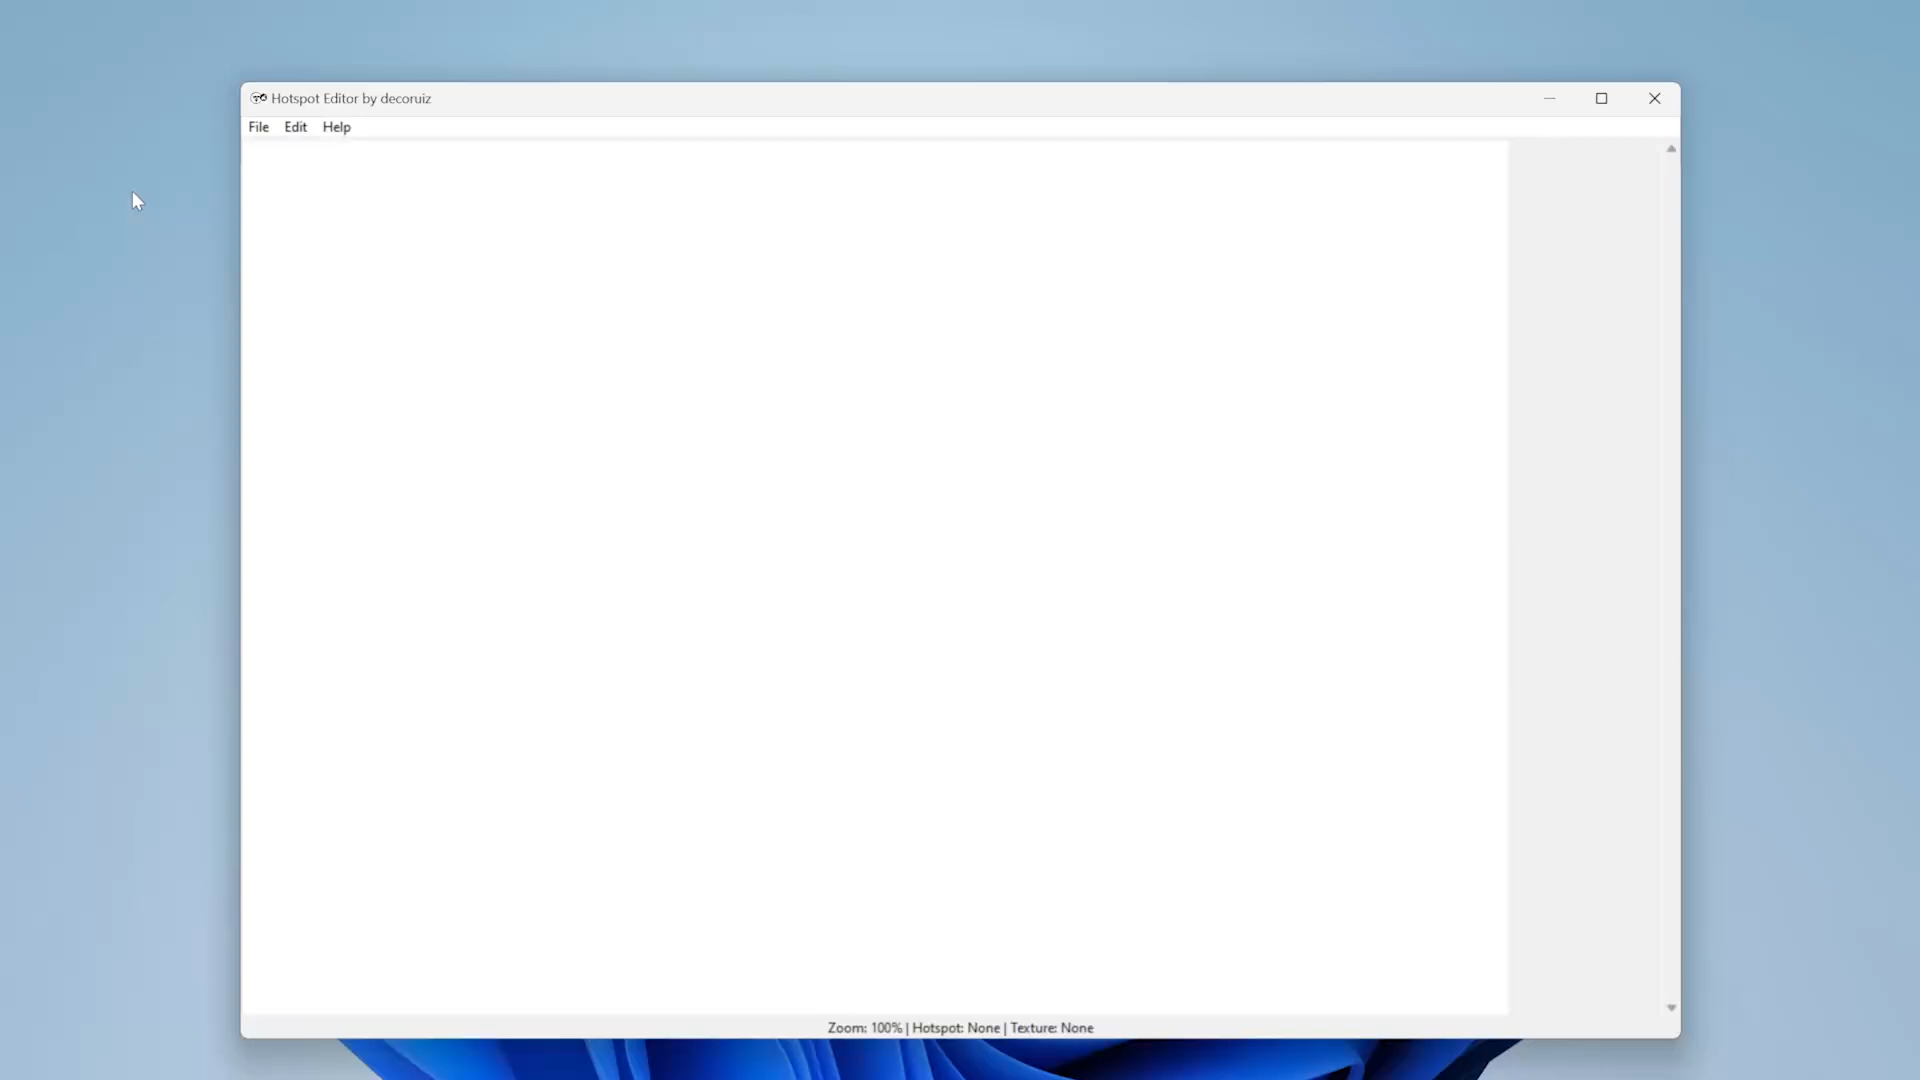 Hotspot Editor by decoruiz
File Edit Help
Zoom: 100% | Hotspot: None | Texture: None